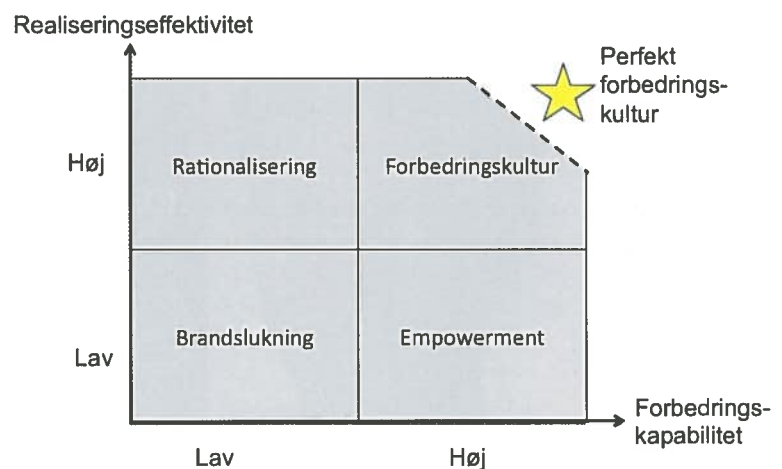 Realiseringseffektivitet
Perfekt
forbedrings-
kultur
Høj
Rationalisering
Forbedringskultur
Brandslukning
Empowerment
Lav
Forbedrings-
kapabilitet
Lav
Høj